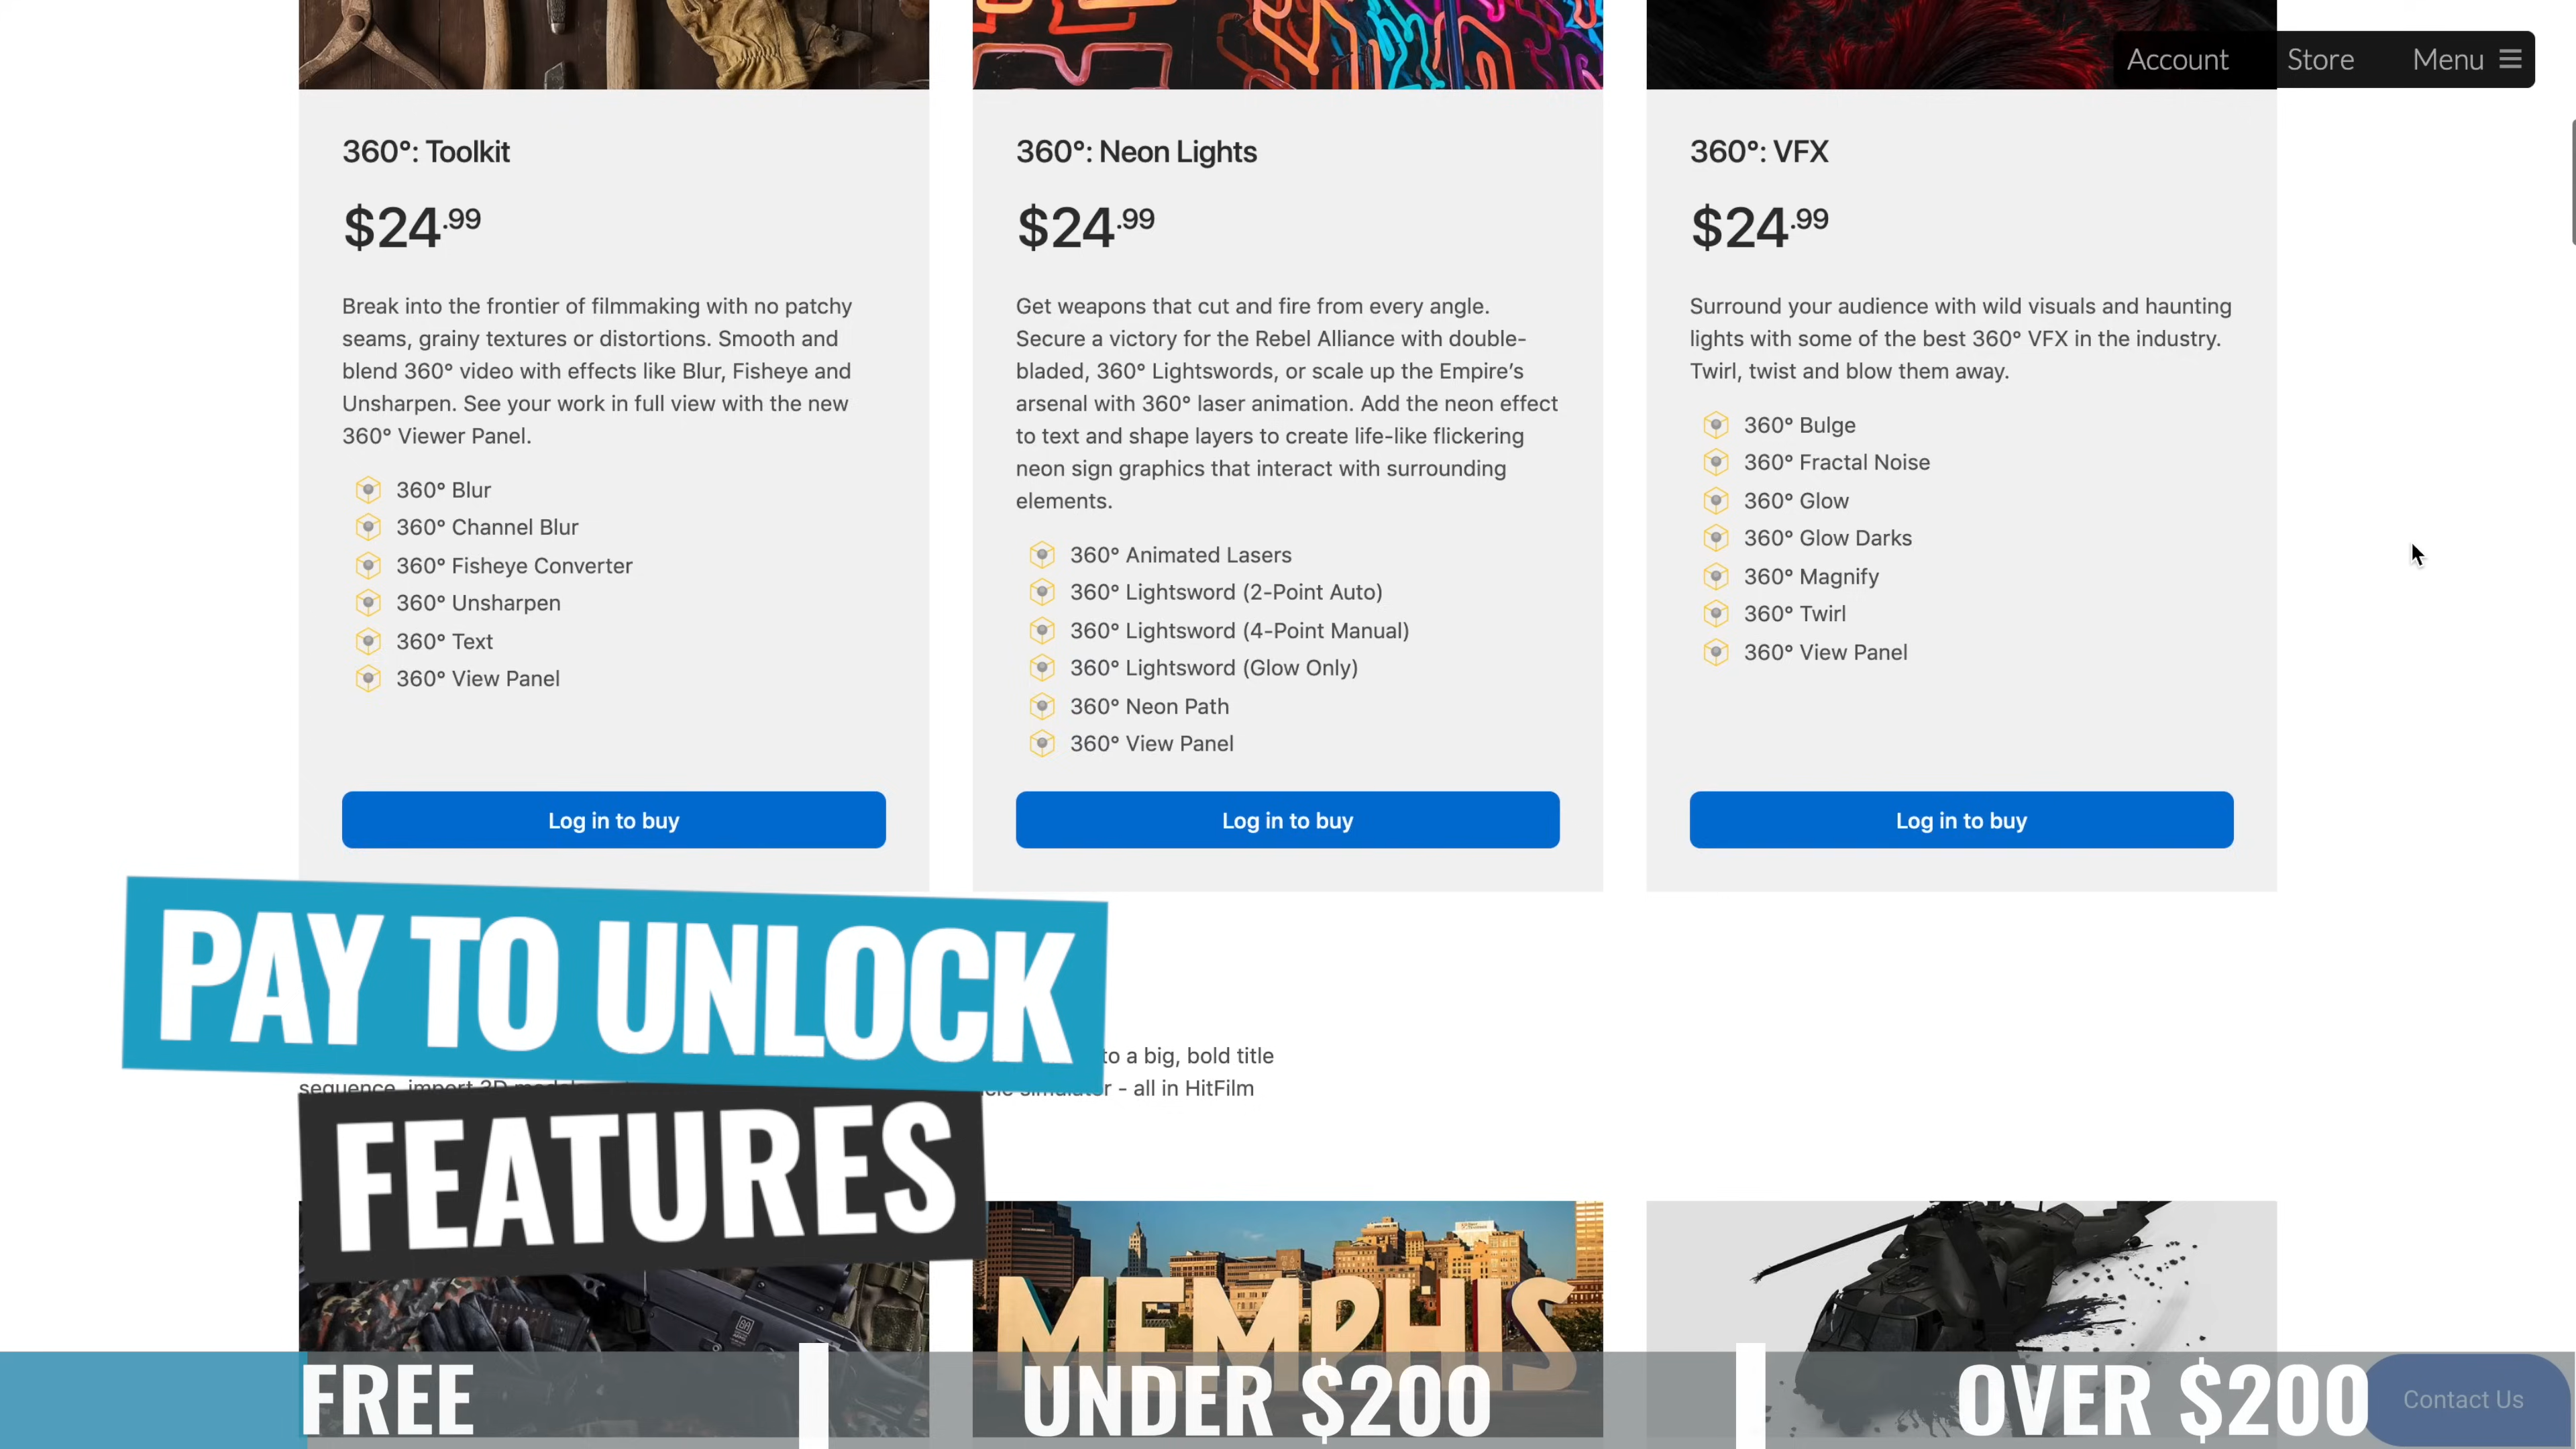 Account Store Menu
360°: Toolkit
$24.99
Break into the frontier of filmmaking with no patchy
seams, grainy textures or distortions. Smooth and
blend 360° video with effects like Blur, Fisheye and
Unsharpen. See your work in full view with the new
360° Viewer Panel.
360° Blur
360° Channel Blur
360° Fisheye Converter
360° Unsharpen
360° Text
360° View Panel
Log in to buy
360°: Neon Lights
$24.99
Get weapons that cut and fire from every angle.
Secure a victory for the Rebel Alliance with double-
bladed, 360° Lightswords, or scale up the Empire's
arsenal with 360° laser animation. Add the neon effect
to text and shape layers to create life-like flickering
neon sign graphics that interact with surrounding
elements.
360° Animated Lasers
360° Lightsword (2-Point Auto)
360° Lightsword (4-Point Manual)
360° Lightsword (Glow Only)
360° Neon Path
360° View Panel
Log in to buy
360°: VFX
$24.99
Surround your audience with wild visuals and haunting
lights with some of the best 360° VFX in the industry.
Twirl, twist and blow them away.
360° Bulge
360° Fractal Noise
360° Glow
360° Glow Darks
360° Magnify
360° Twirl
360° View Panel
Log in to buy
PAY TO UNLOCK
FEATURES
to a big, bold title
sequence, import 3D - all in HitFilm
MEMPHIS
FREE
UNDER $200
OVER $200
Contact Us